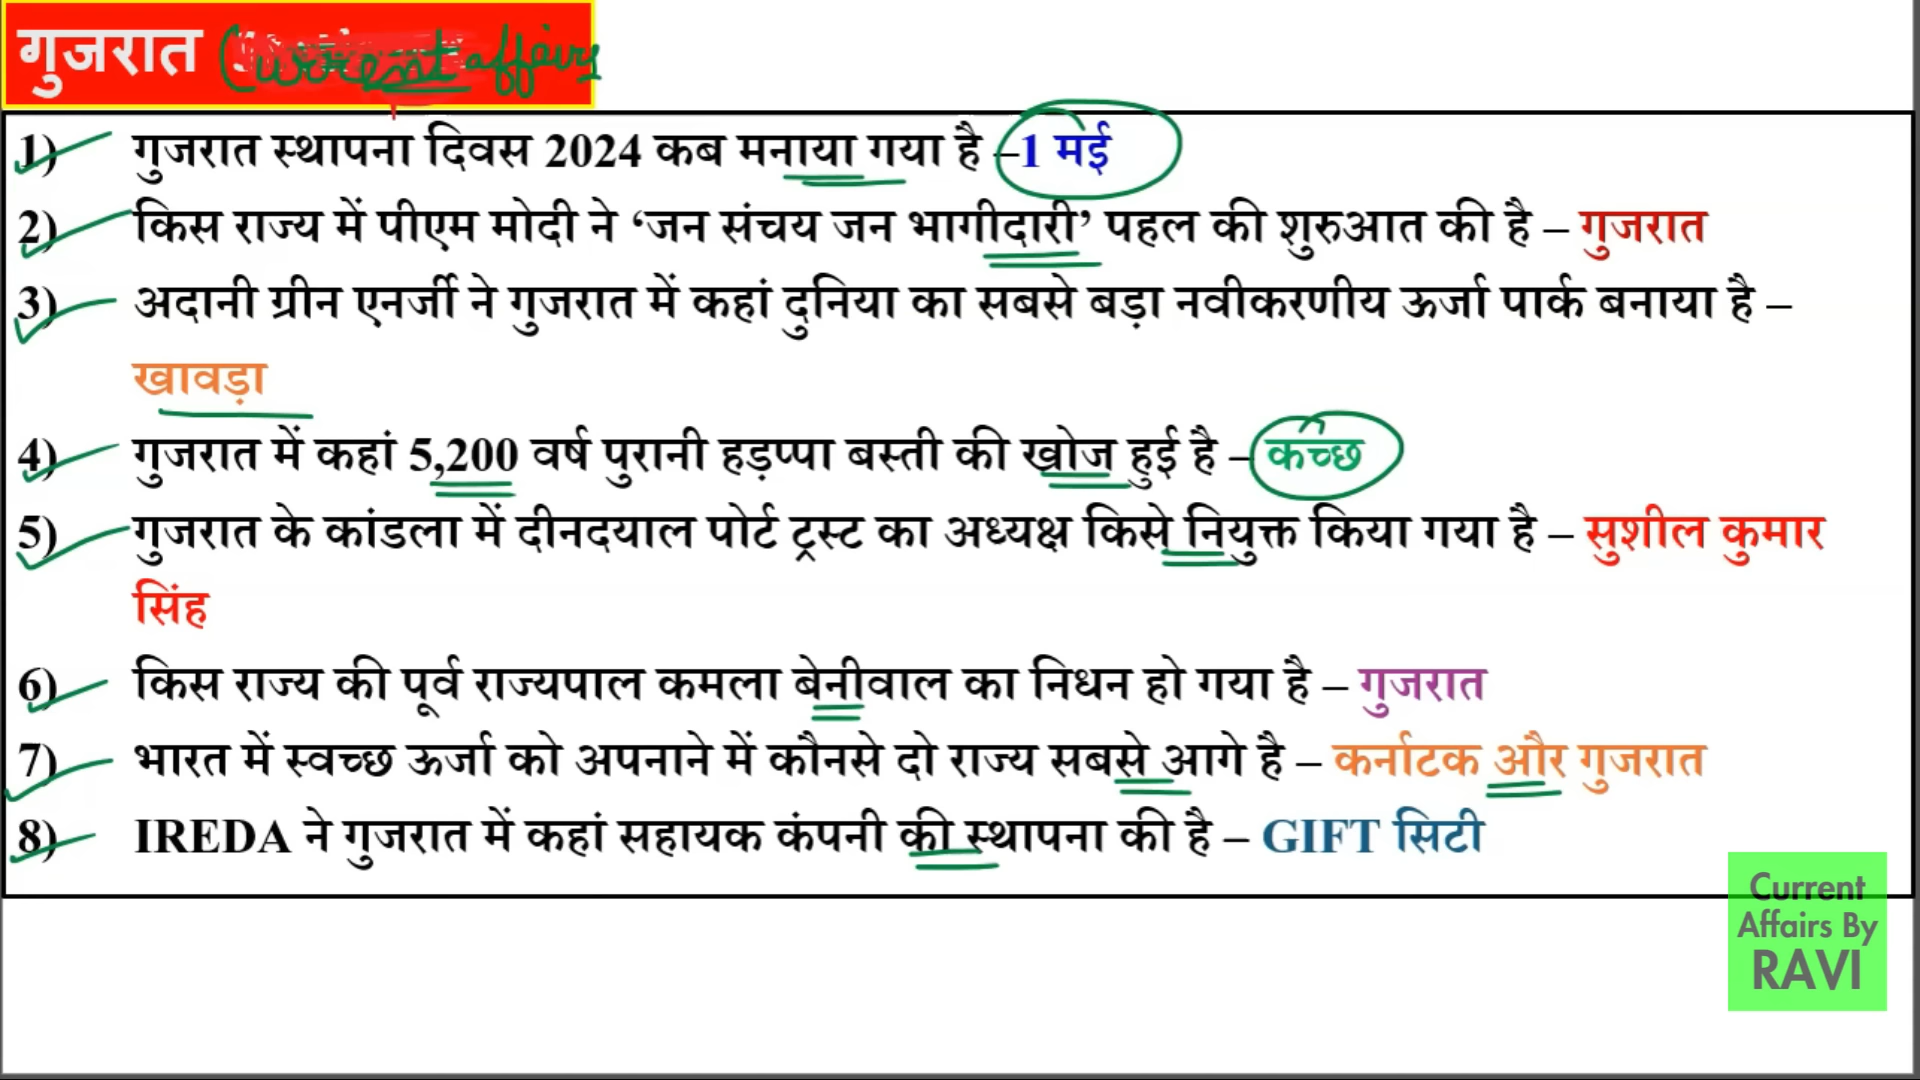 गुजरात Current affairs
1) गुजरात स्थापना दिवस 2024 कब मनाया गया है –1 मई
2) किस राज्य में पीएम मोदी ने ‘जन संचय जन भागीदारी’ पहल की शुरुआत की है – गुजरात
3) अदानी ग्रीन एनर्जी ने गुजरात में कहां दुनिया का सबसे बड़ा नवीकरणीय ऊर्जा पार्क बनाया है –
खावड़ा
4) गुजरात में कहां 5,200 वर्ष पुरानी हड़प्पा बस्ती की खोज हुई है – कच्छ
5) गुजरात के कांडला में दीनदयाल पोर्ट ट्रस्ट का अध्यक्ष किसे नियुक्त किया गया है – सुशील कुमार
सिंह
6) किस राज्य की पूर्व राज्यपाल कमला बेनीवाल का निधन हो गया है – गुजरात
7) भारत में स्वच्छ ऊर्जा को अपनाने में कौनसे दो राज्य सबसे आगे है – कर्नाटक और गुजरात
8) IREDA ने गुजरात में कहां सहायक कंपनी की स्थापना की है – GIFT सिटी
Current
Affairs By
RAVI